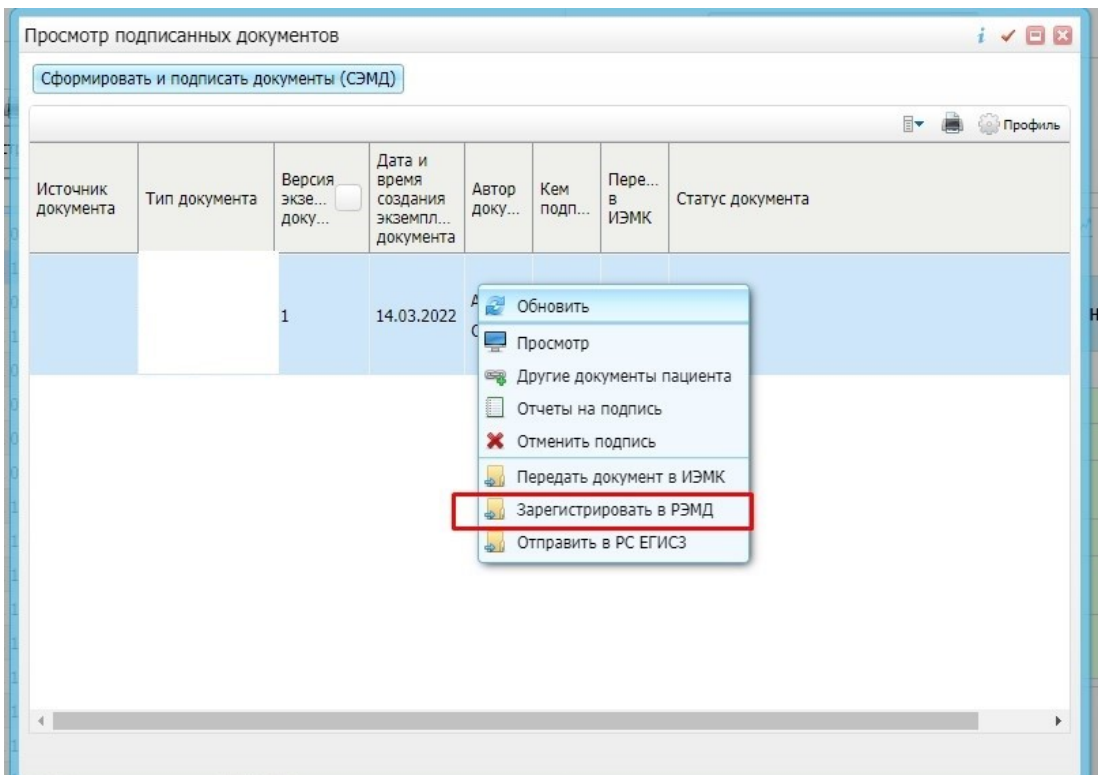 Просмотр подписанных документов
Сформировать и подписать документы (СЭМД)
Профиль
Источник
документа
Тип документа
Версия
экзе...
доку...
Дата и
время
создания
экземпл...
документа
Автор
доку...
Кем
подп...
Пере...
в
ИЭМК
Статус документа
1
14.03.2022
Обновить
Просмотр
Другие документы пациента
Отчеты на подпись
Отменить подпись
Передать документ в ИЭМК
Зарегистрировать в РЭМД
Отправить в РС ЕГИСЗ